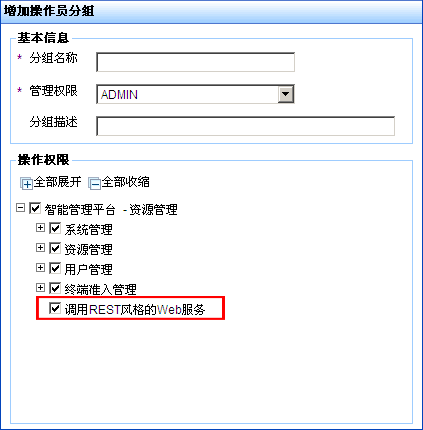 增加操作员分组
基本信息
* 分组名称
* 管理权限 ADMIN
分组描述
操作权限
全部展开 全部收缩
智能管理平台 -资源管理
系统管理
资源管理
用户管理
终端准入管理
调用REST风格的Web服务